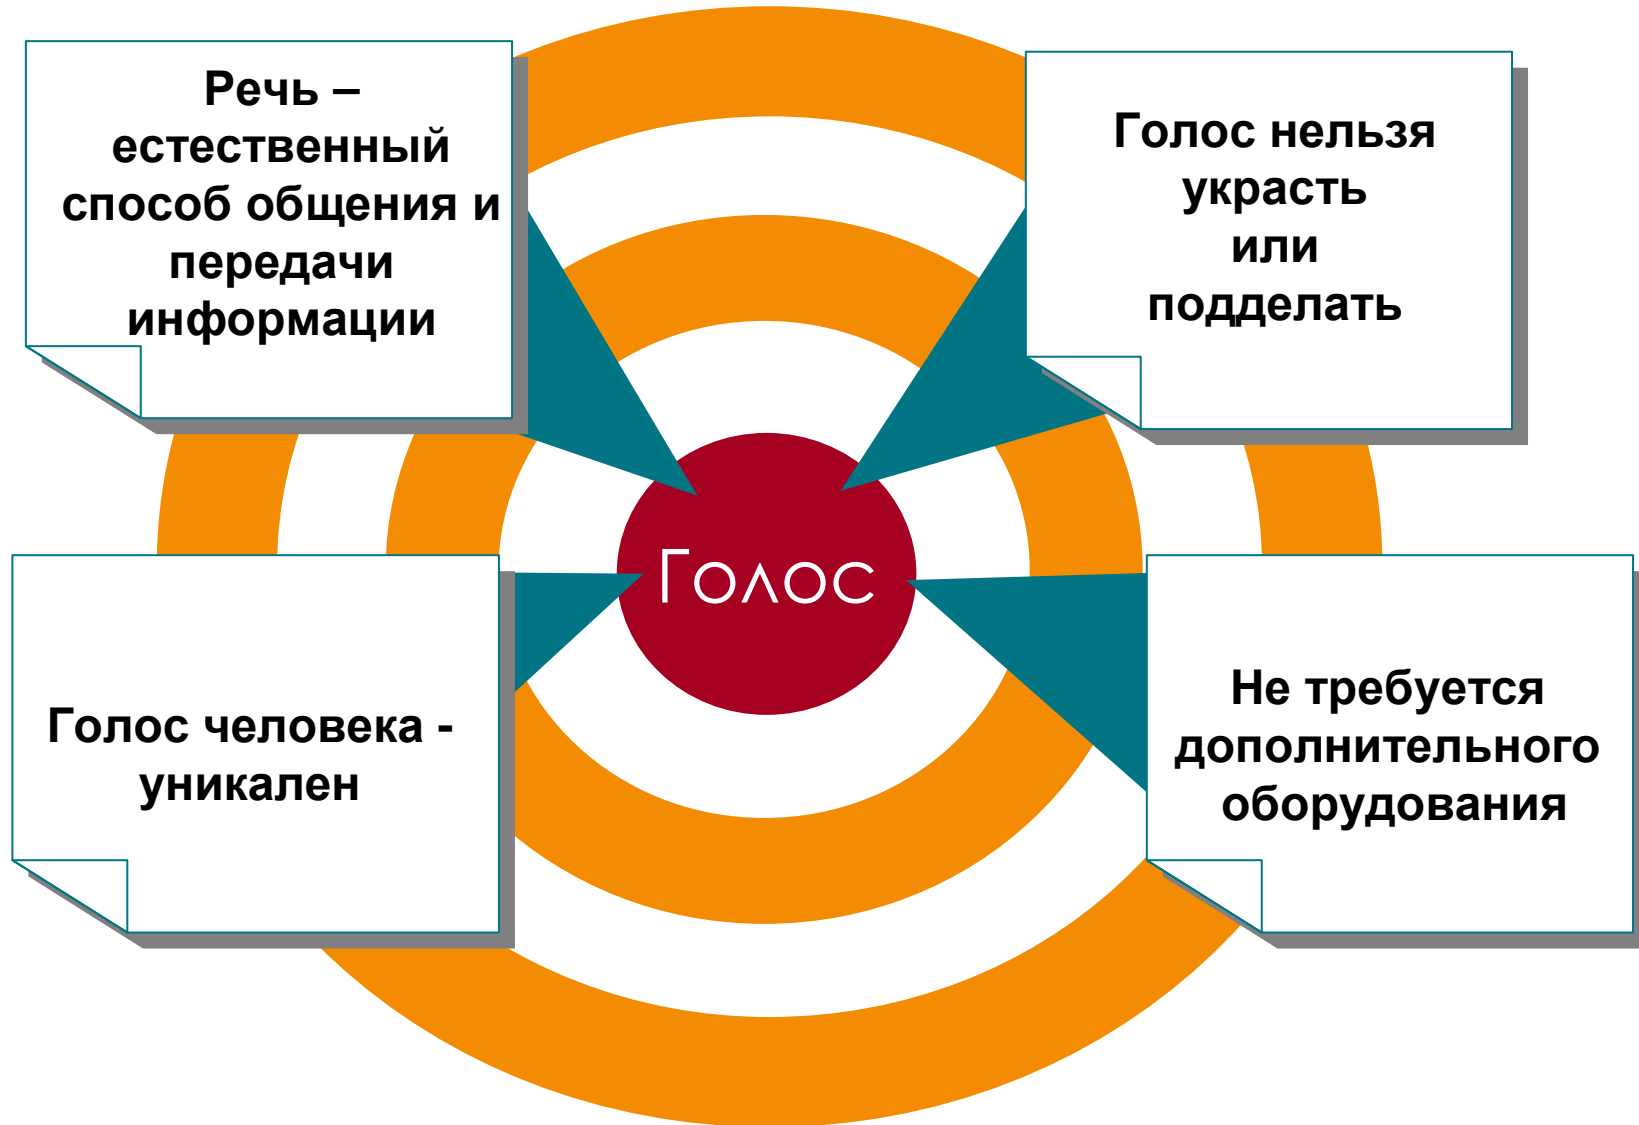 Речь –
естественный
способ общения и
передачи
информации
Голос нельзя
украсть
или
подделать
Голос
Голос человека -
уникален
Не требуется
дополнительного
оборудования